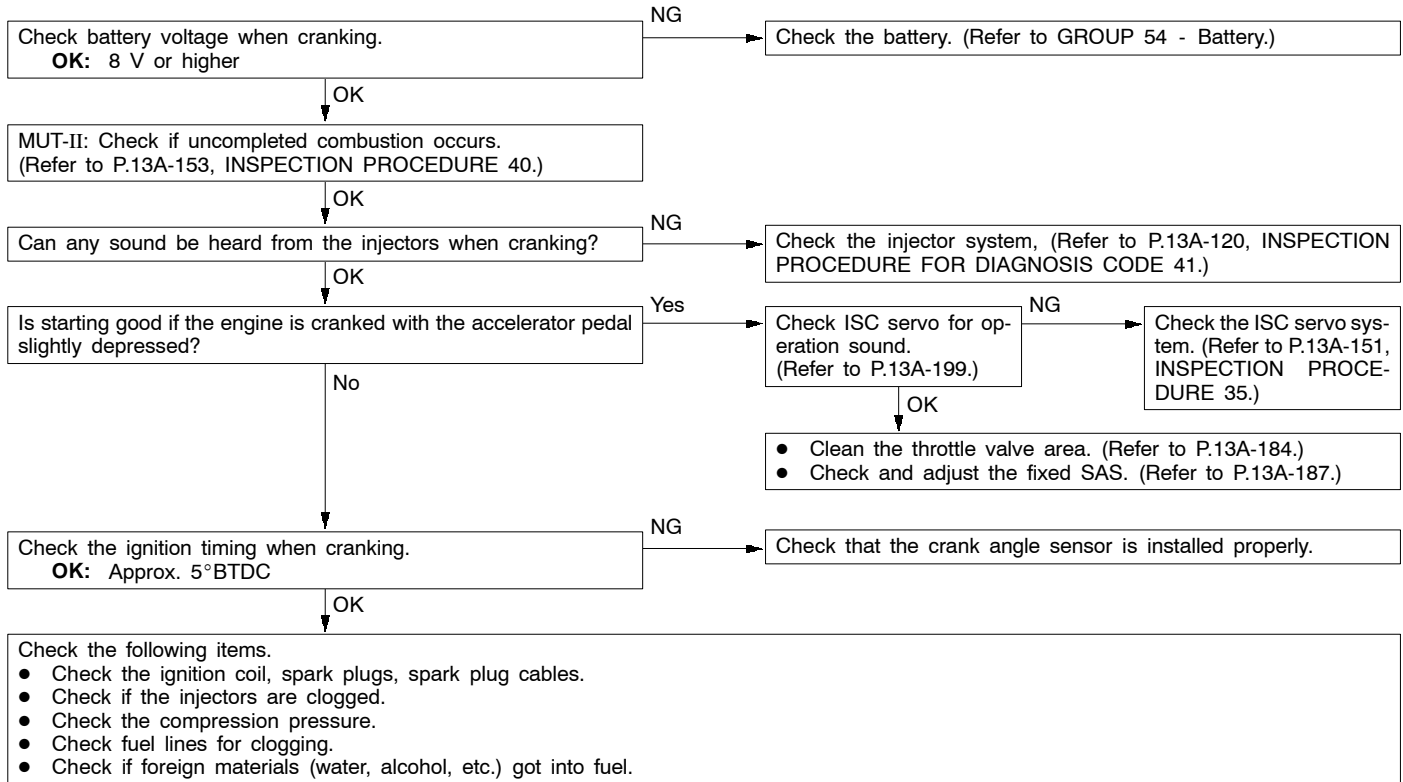 NG
Check battery voltage when cranking.
OK: 8 V or higher
Check the battery. (Refer to GROUP 54 - Battery.)
OK
MUT-II: Check if uncompleted combustion occurs.
(Refer to P.13A-153, INSPECTION PROCEDURE 40.)
OK
NG
Can any sound be heard from the injectors when cranking?
Check the injector system, (Refer to P.13A-120, INSPECTION
PROCEDURE FOR DIAGNOSIS CODE 41.)
OK
Yes
Is starting good if the engine is cranked with the accelerator pedal
slightly depressed?
Check ISC servo for op-
eration sound.
(Refer to P.13A-199.)
NG
Check the ISC servo sys-
tem. (Refer to P.13A-151,
INSPECTION PROCE-
DURE 35.)
No
OK
● Clean the throttle valve area. (Refer to P.13A-184.)
● Check and adjust the fixed SAS. (Refer to P.13A-187.)
NG
Check the ignition timing when cranking.
OK: Approx. 5°BTDC
Check that the crank angle sensor is installed properly.
OK
Check the following items.
● Check the ignition coil, spark plugs, spark plug cables.
● Check if the injectors are clogged.
● Check the compression pressure.
● Check fuel lines for clogging.
● Check if foreign materials (water, alcohol, etc.) got into fuel.